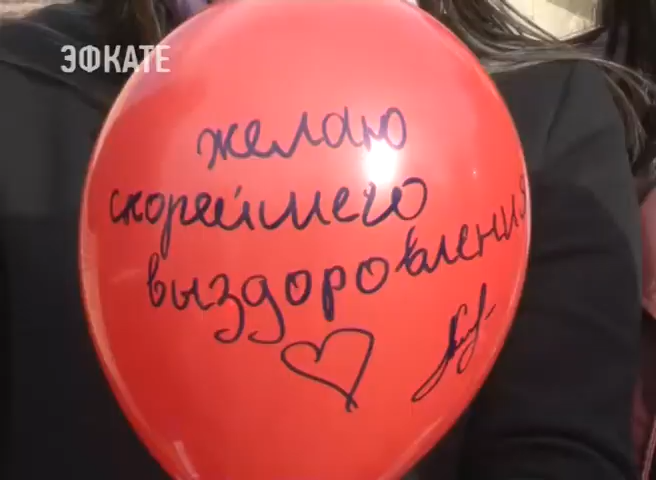 ЭФКАТЕ
желаю
скорейшего
выздоровления